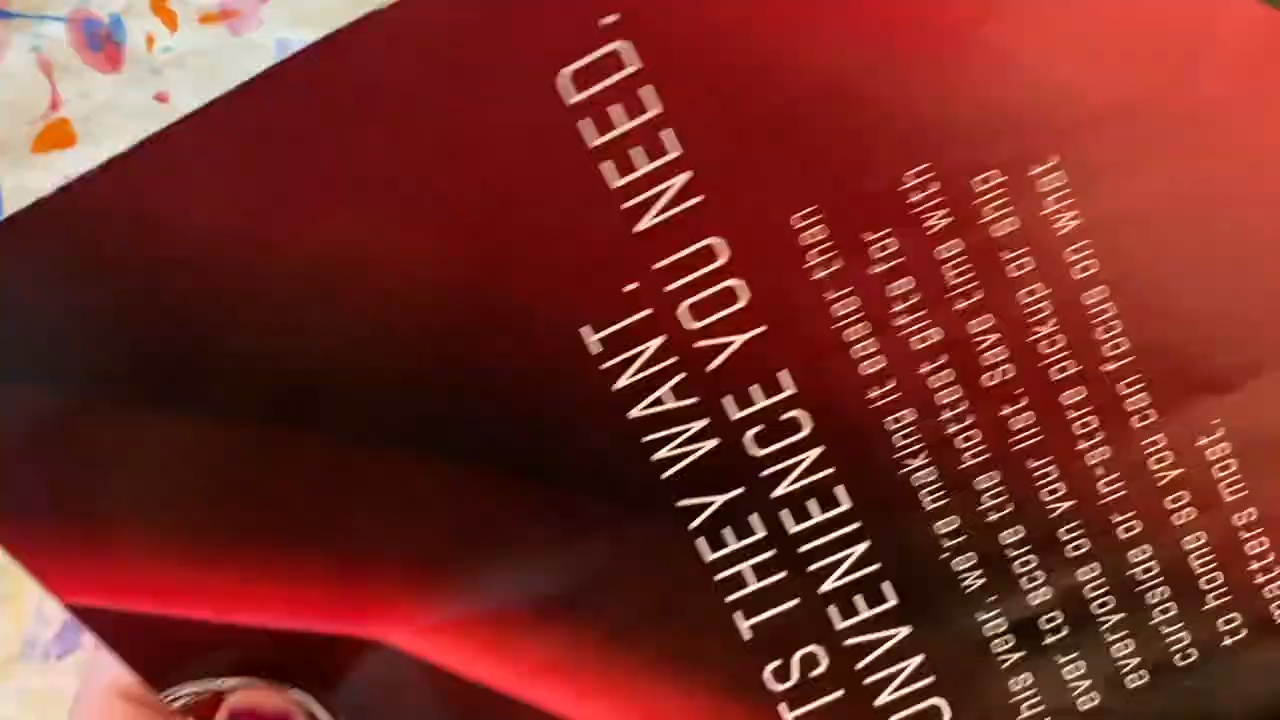 TS THEY WANT.
ONVENIENCE YOU NEED.
his year, we're making it easier than
ever to score the hottest gifts for
everyone on your list. Save time with
curbside or in-store pickup or ship
to home so you can focus on what
matters most.